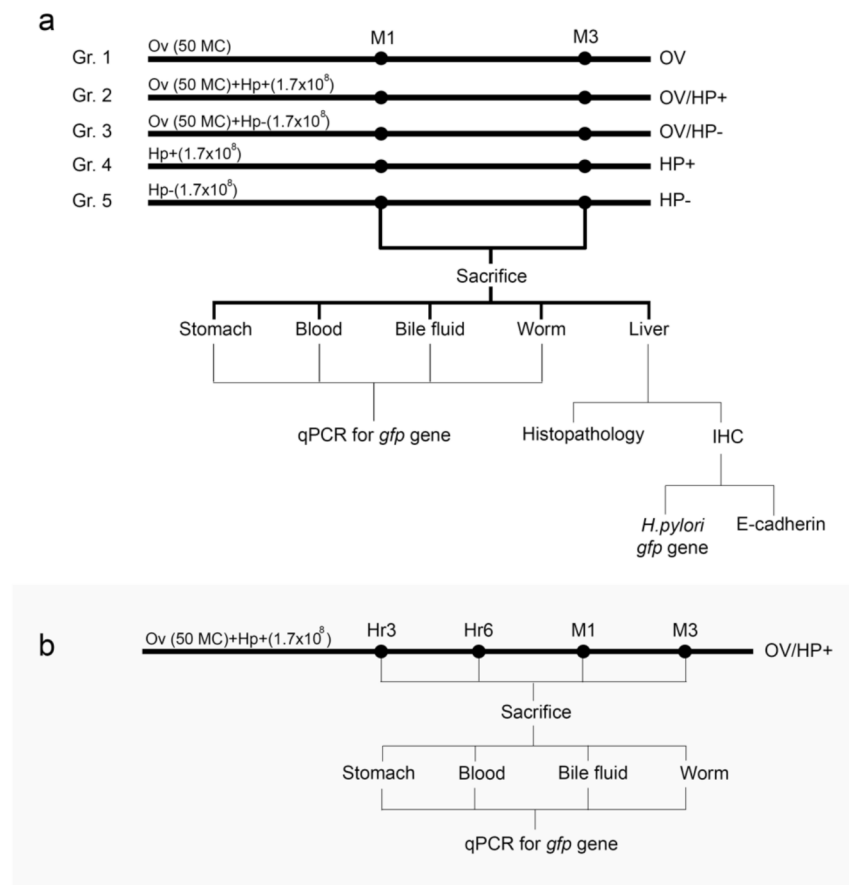 a
M1 M3
Gr. 1 Ov (50 MC) OV
Gr. 2 Ov (50 MC)+Hp+(1.7x10⁸) OV/HP+
Gr. 3 Ov (50 MC)+Hp-(1.7x10⁸) OV/HP-
Gr. 4 Hp+(1.7x10⁸) HP+
Gr. 5 Hp-(1.7x10⁸) HP-
Sacrifice
Stomach Blood Bile fluid Worm Liver
qPCR for gfp gene Histopathology IHC
H.pylori E-cadherin
gfp gene
b
Ov (50 MC)+Hp+(1.7x10⁸) Hr3 Hr6 M1 M3 OV/HP+
Sacrifice
Stomach Blood Bile fluid Worm
qPCR for gfp gene